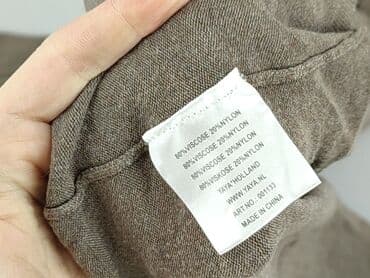 80%VISCOSE 20%NYLON
80%VISCOSE 20%NYLON
80%VISCOSE 20%NYLON
80%VISKOSE 20%NYLON
YAYA*HOLLAND
WWW.YAYA.NL
ART.NO.: 001133
MADE IN CHINA